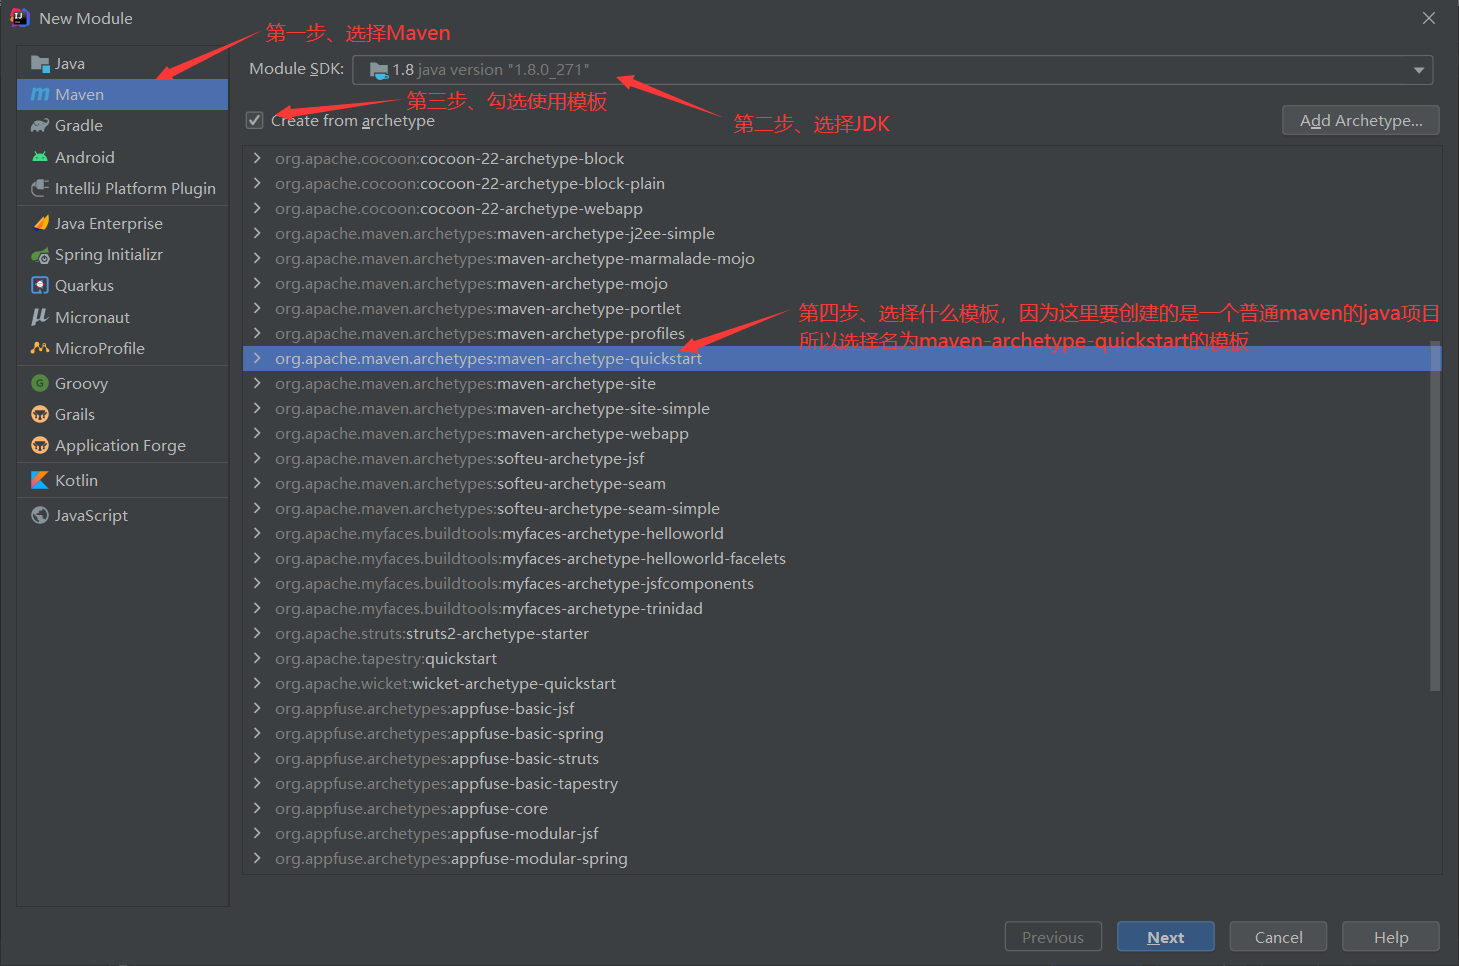 New Module
第一步、选择Maven
Java
Maven
Gradle
Android
IntelliJ Platform Plugin
Java Enterprise
Spring Initializr
Quarkus
Micronaut
MicroProfile
Groovy
Grails
Application Forge
Kotlin
JavaScript
Module SDK: 1.8 java version "1.8.0_271"
第三步、勾选使用模板
第二步、选择JDK
Create from archetype
Add Archetype...
org.apache.cocoon:cocoon-22-archetype-block
org.apache.cocoon:cocoon-22-archetype-block-plain
org.apache.cocoon:cocoon-22-archetype-webapp
org.apache.maven.archetypes:maven-archetype-j2ee-simple
org.apache.maven.archetypes:maven-archetype-marmalade-mojo
org.apache.maven.archetypes:maven-archetype-mojo
org.apache.maven.archetypes:maven-archetype-portlet
org.apache.maven.archetypes:maven-archetype-profiles
第四步、选择什么模板，因为这里要创建的是一个普通maven的java项目
所以选择名为maven-archetype-quickstart的模板
org.apache.maven.archetypes:maven-archetype-quickstart
org.apache.maven.archetypes:maven-archetype-site
org.apache.maven.archetypes:maven-archetype-site-simple
org.apache.maven.archetypes:maven-archetype-webapp
org.apache.maven.archetypes:softeu-archetype-jsf
org.apache.maven.archetypes:softeu-archetype-seam
org.apache.maven.archetypes:softeu-archetype-seam-simple
org.apache.myfaces.buildtools:myfaces-archetype-helloworld
org.apache.myfaces.buildtools:myfaces-archetype-helloworld-facelets
org.apache.myfaces.buildtools:myfaces-archetype-jsfcomponents
org.apache.myfaces.buildtools:myfaces-archetype-trinidad
org.apache.struts:struts2-archetype-starter
org.apache.tapestry:quickstart
org.apache.wicket:wicket-archetype-quickstart
org.appfuse.archetypes:appfuse-basic-jsf
org.appfuse.archetypes:appfuse-basic-spring
org.appfuse.archetypes:appfuse-basic-struts
org.appfuse.archetypes:appfuse-basic-tapestry
org.appfuse.archetypes:appfuse-core
org.appfuse.archetypes:appfuse-modular-jsf
org.appfuse.archetypes:appfuse-modular-spring
Previous
Next
Cancel
Help